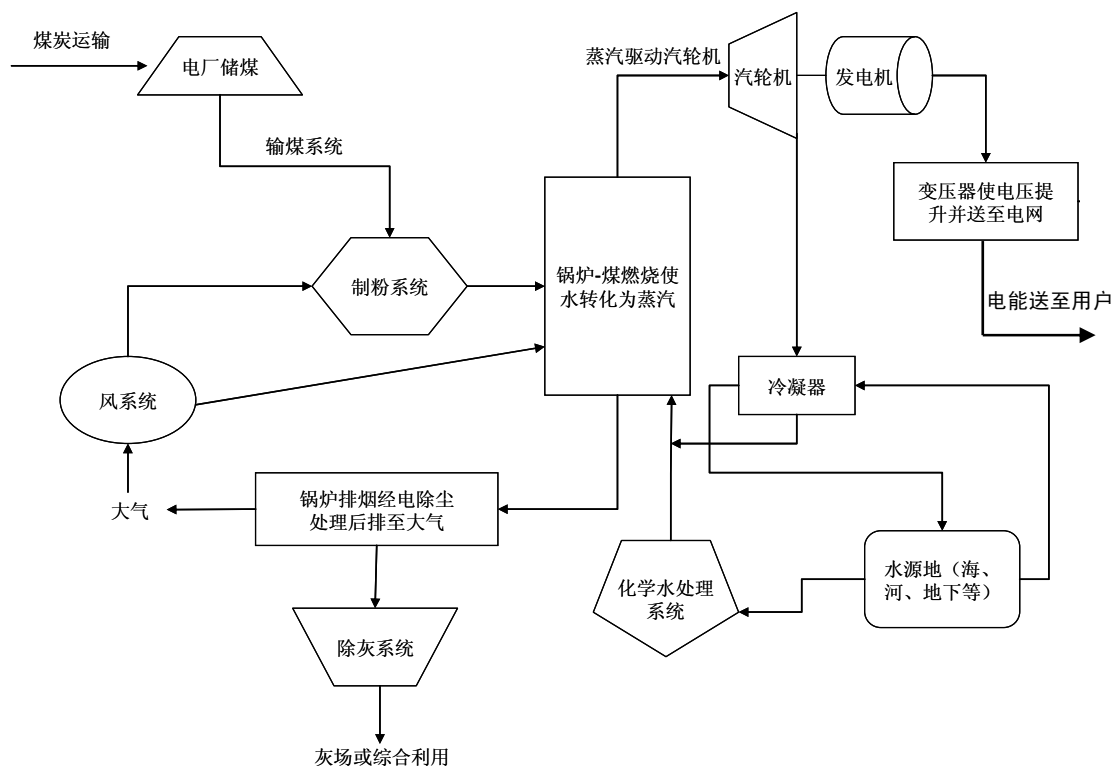 煤炭运输
电厂储煤
输煤系统
蒸汽驱动汽轮机
汽轮机
发电机
变压器使电压提
升并送至电网
电能送至用户
制粉系统
锅炉-煤燃烧使
水转化为蒸汽
风系统
冷凝器
大气
锅炉排烟经电除尘
处理后排至大气
水源地（海、
河、地下等）
化学水处理
系统
除灰系统
灰场或综合利用